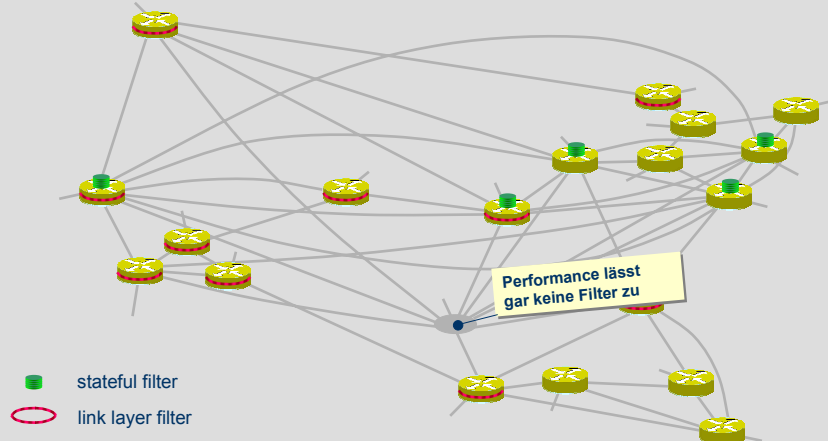 Performance lässt
gar keine Filter zu
stateful filter
link layer filter